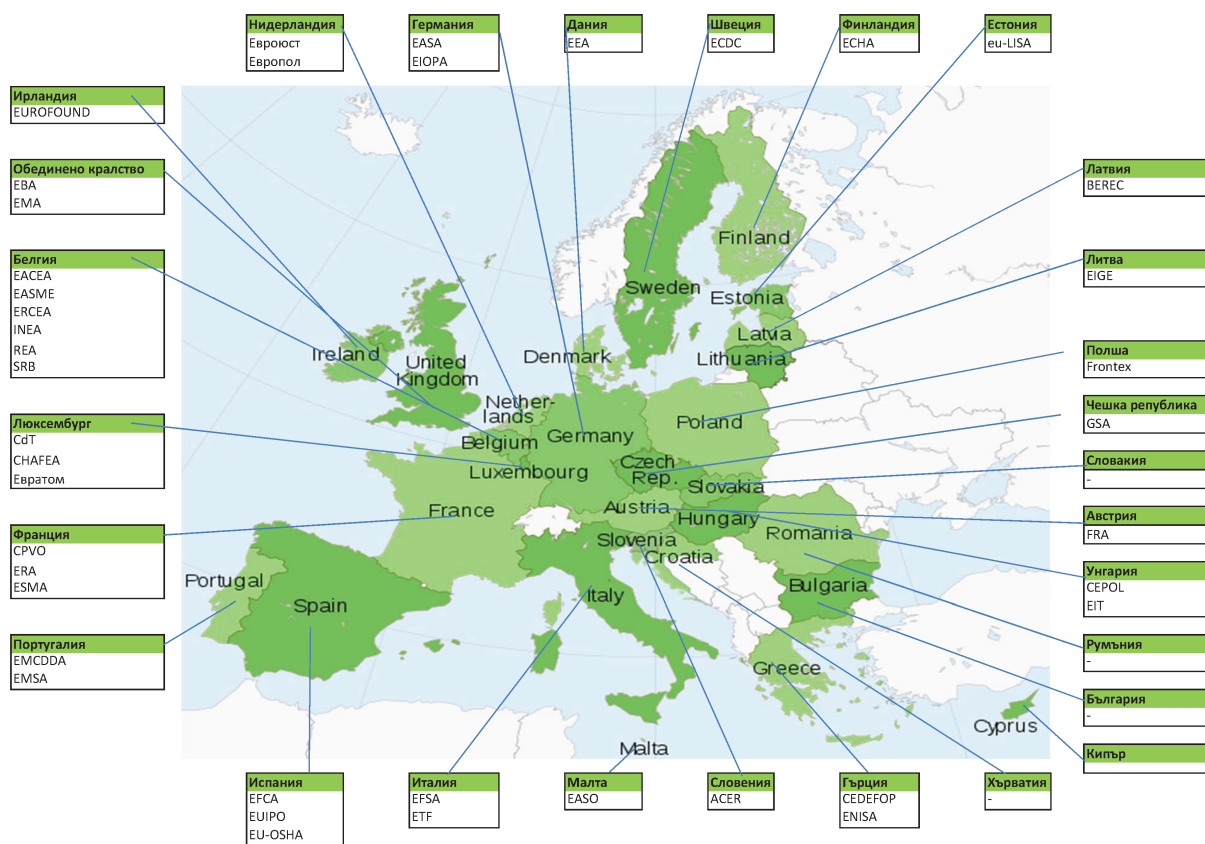 Нидерландия
Евроюст
Европол
Германия
EASA
EIOPA
Дания
EEA
Швеция
ECDC
Финландия
ECHA
Естония
eu-LISA
Ирландия
EUROFOUND
Обединено кралство
EBA
EMA
Белгия
EACEA
EASME
ERCEA
INEA
REA
SRB
Люксембург
CdT
CHAFEA
Евратом
Франция
CPVO
ERA
ESMA
Португалия
EMCDDA
EMSA
Finland
Sweden
Estonia
Latvia
Lithuania
Denmark
Ireland
United
Kingdom
Nether-
lands
Belgium
Germany
Poland
Luxembourg
Czech
Rep.
Slovakia
France
Austria
Hungary
Slovenia
Romania
Croatia
Portugal
Spain
Italy
Bulgaria
Greece
Malta
Cyprus
Латвия
BEREC
Литва
EIGE
Полша
Frontex
Чешка република
GSA
Словакия
-
Австрия
FRA
Унгария
CEPOL
EIT
Румъния
-
България
-
Кипър
Испания
EFCA
EUIPO
EU-OSHA
Италия
EFSA
ETF
Малта
EASO
Словения
ACER
Гърция
CEDEFOP
ENISA
Хърватия
-